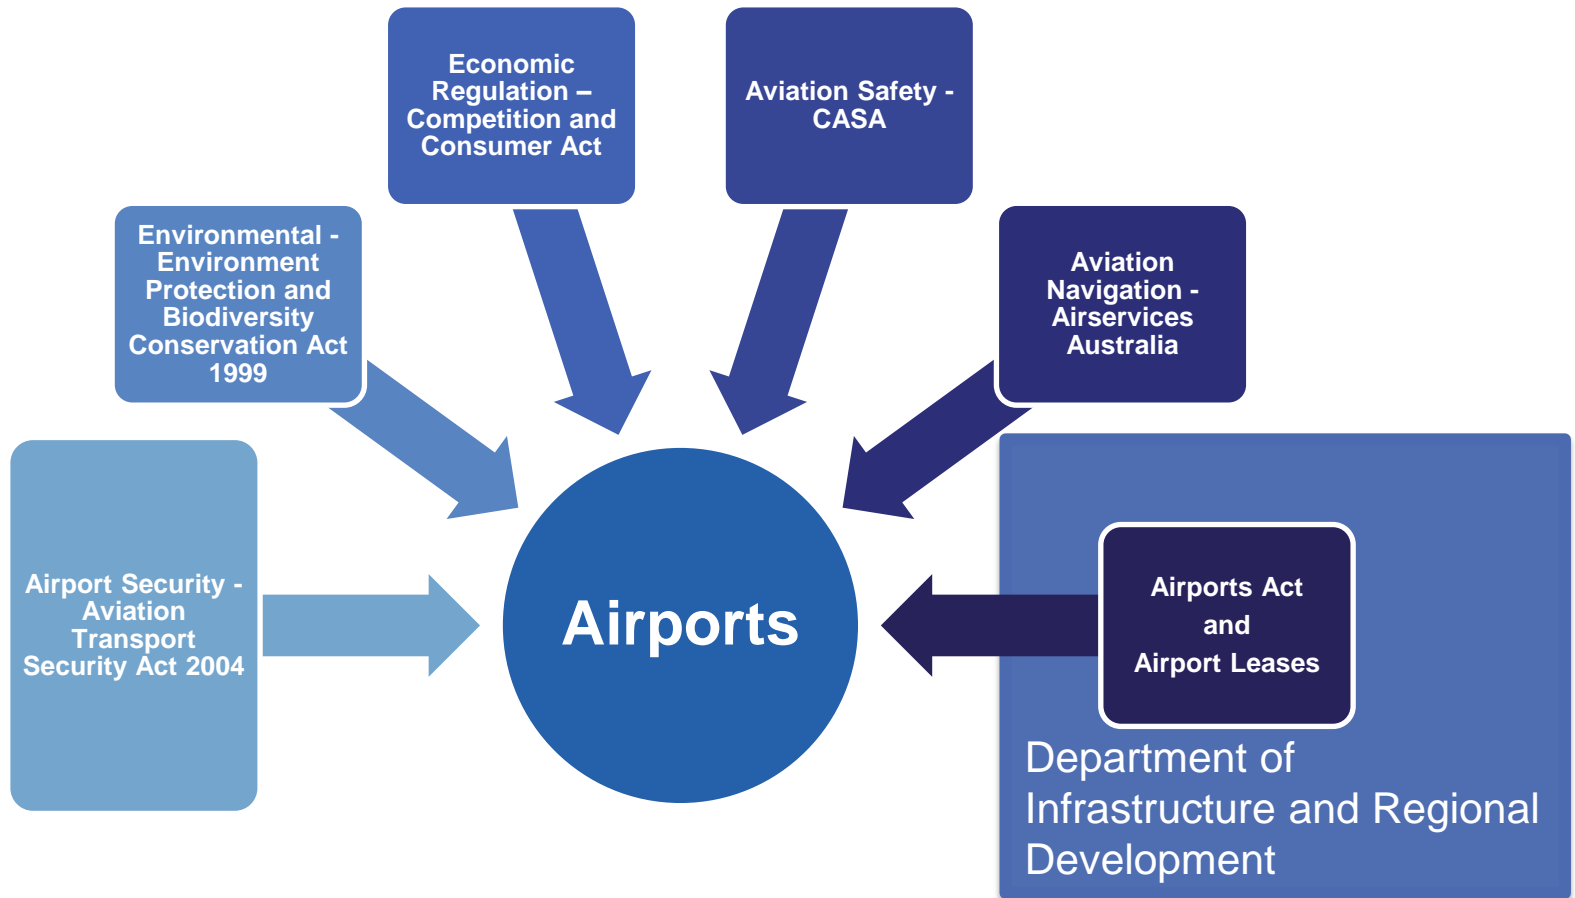 Economic
Regulation –
Competition and
Consumer Act
Aviation Safety -
CASA
Environmental -
Environment
Protection and
Biodiversity
Conservation Act
1999
Aviation
Navigation -
Airservices
Australia
Airport Security -
Aviation
Transport
Security Act 2004
Airports
Airports Act
and
Airport Leases
Department of
Infrastructure and Regional
Development